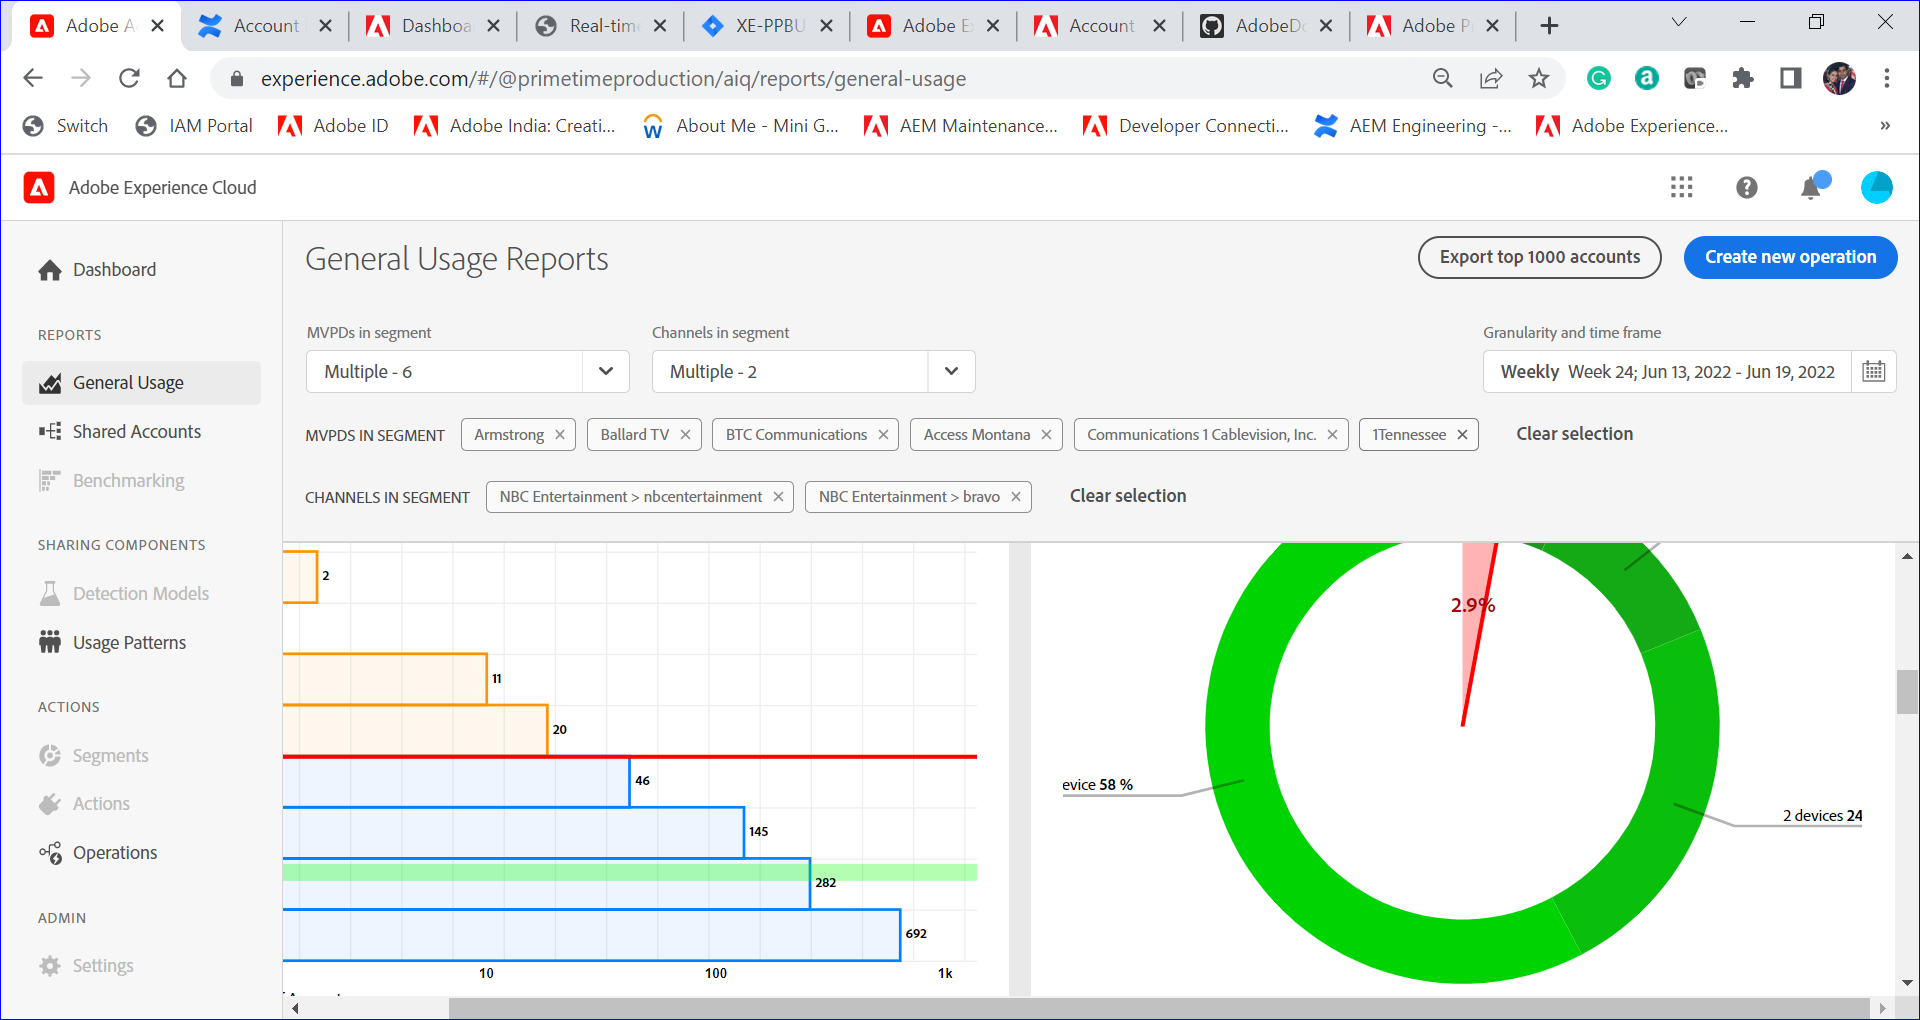 Adobe A
Account
Dashboa
Real-time
XE-PPBU
Adobe E
Account
AdobeDo
Adobe P
experience.adobe.com/#/@primetimeproduction/aiq/reports/general-usage
Switch
IAM Portal
Adobe ID
Adobe India: Creati...
About Me - Mini G...
AEM Maintenance...
Developer Connecti...
AEM Engineering -...
Adobe Experience...
»
Adobe Experience Cloud
Dashboard
REPORTS
General Usage
Shared Accounts
Benchmarking
SHARING COMPONENTS
Detection Models
Usage Patterns
ACTIONS
Segments
Actions
Operations
ADMIN
Settings
General Usage Reports
Export top 1000 accounts
Create new operation
MVPDs in segment
Channels in segment
Granularity and time frame
Multiple - 6
Multiple - 2
Weekly Week 24; Jun 13, 2022 - Jun 19, 2022
MVPDS IN SEGMENT Armstrong Ballard TV BTC Communications Access Montana Communications 1 Cablevision, Inc. 1Tennessee Clear selection
CHANNELS IN SEGMENT NBC Entertainment > nbcentertainment NBC Entertainment > bravo Clear selection
2
11
20
46
145
282
692
10 100 1k
2.9%
evice 58 %
2 devices 24